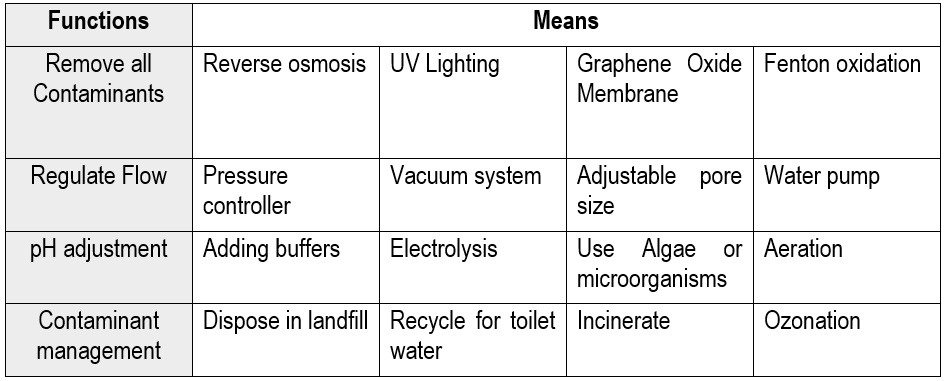 Functions Means
Remove all Contaminants Reverse osmosis UV Lighting Graphene Oxide Membrane Fenton oxidation
Regulate Flow Pressure controller Vacuum system Adjustable pore size Water pump
pH adjustment Adding buffers Electrolysis Use Algae or microorganisms Aeration
Contaminant management Dispose in landfill Recycle for toilet water Incinerate Ozonation